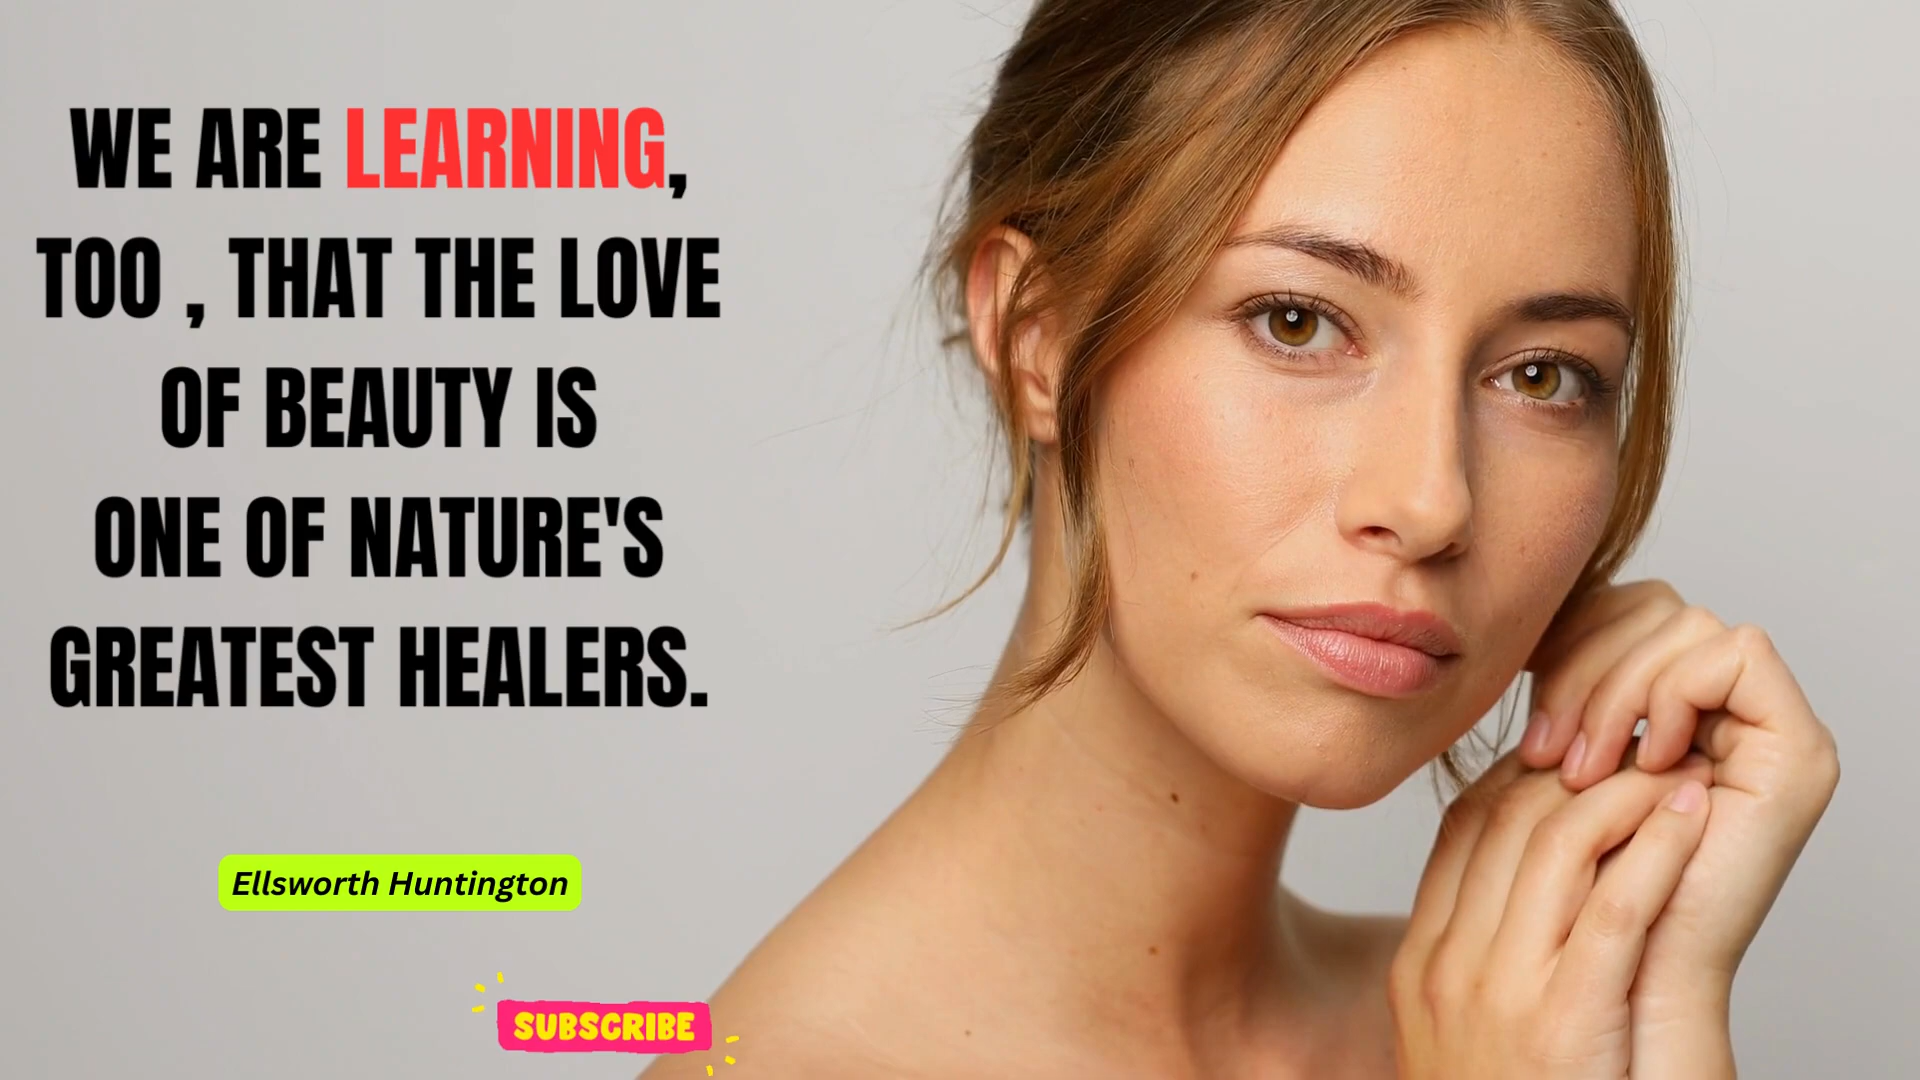 WE ARE LEARNING,
TOO , THAT THE LOVE
OF BEAUTY IS
ONE OF NATURE'S
GREATEST HEALERS.
Ellsworth Huntington
SUBSCRIBE